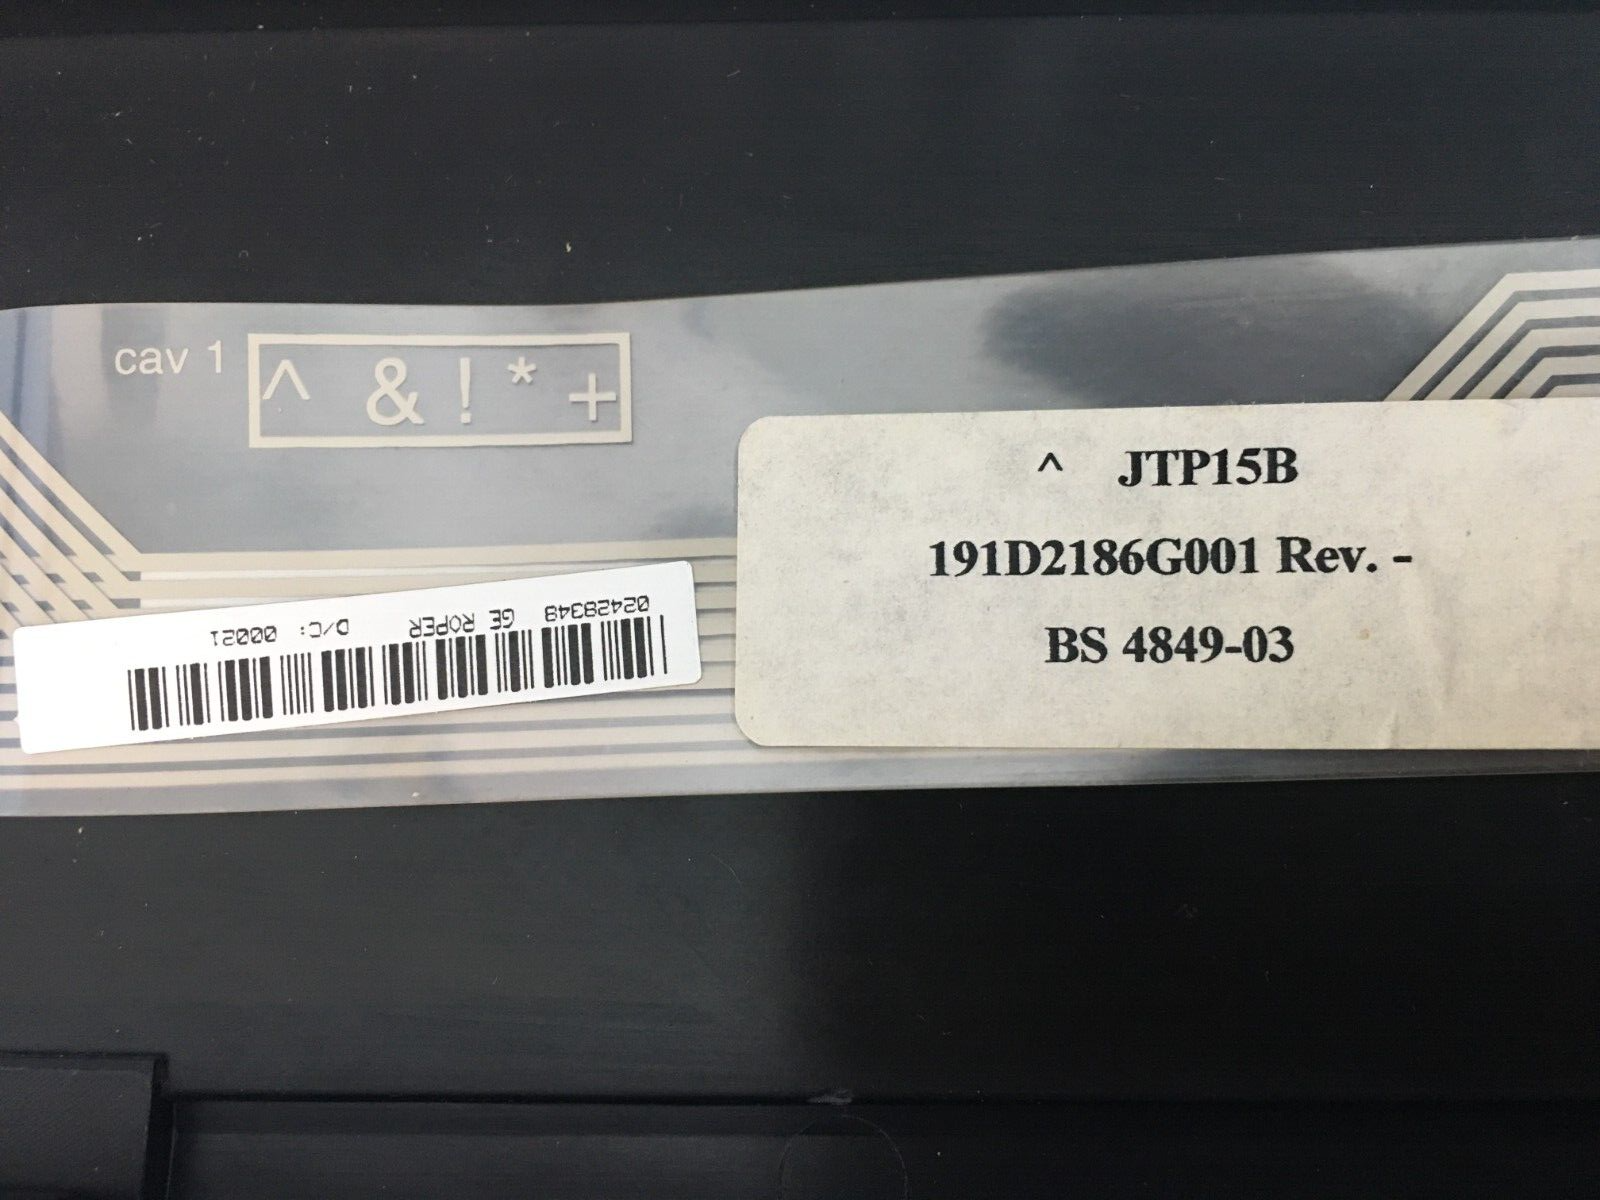 cav 1
^ & ! * +
^ JTP15B
191D2186G001 Rev. -
BS 4849-03
02428349 GE ROPER D/C: 00021